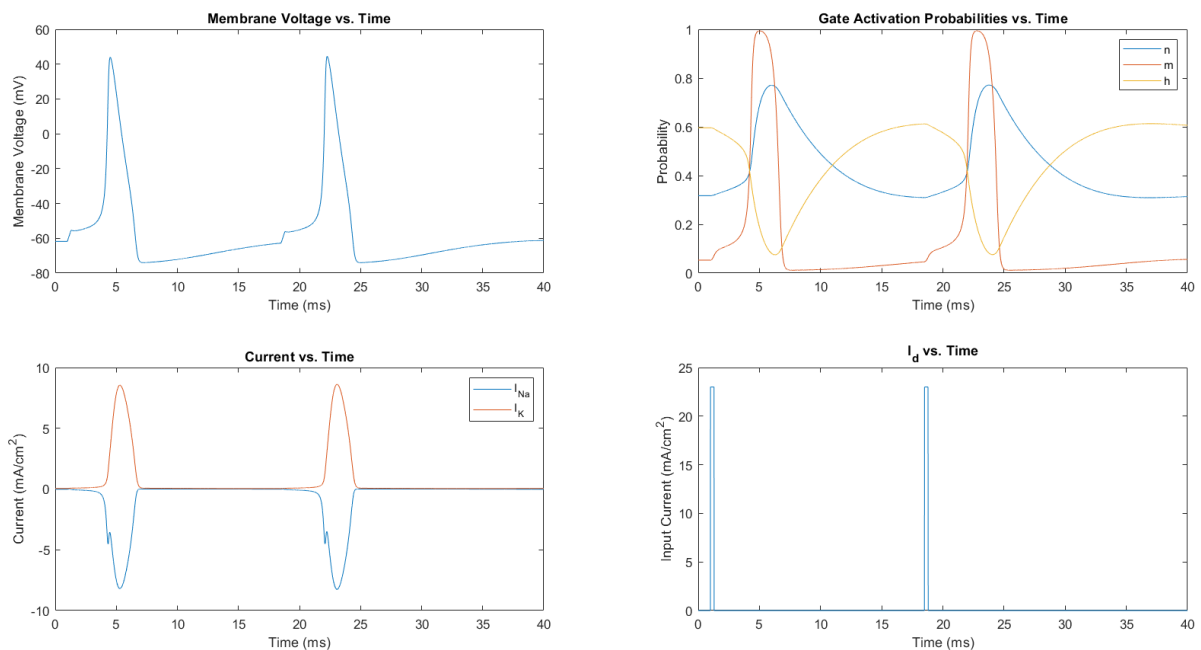 Membrane Voltage vs. Time
Membrane Voltage (mV)
60
40
20
0
-20
-40
-60
-80
0 5 10 15 20 25 30 35 40
Time (ms)
Gate Activation Probabilities vs. Time
Probability
1
0.8
0.6
0.4
0.2
0
n
m
h
0 5 10 15 20 25 30 35 40
Time (ms)
Current vs. Time
Current (mA/cm²)
10
5
0
-5
-10
I_Na
I_K
0 5 10 15 20 25 30 35 40
Time (ms)
I_d vs. Time
Input Current (mA/cm²)
25
20
15
10
5
0
0 5 10 15 20 25 30 35 40
Time (ms)